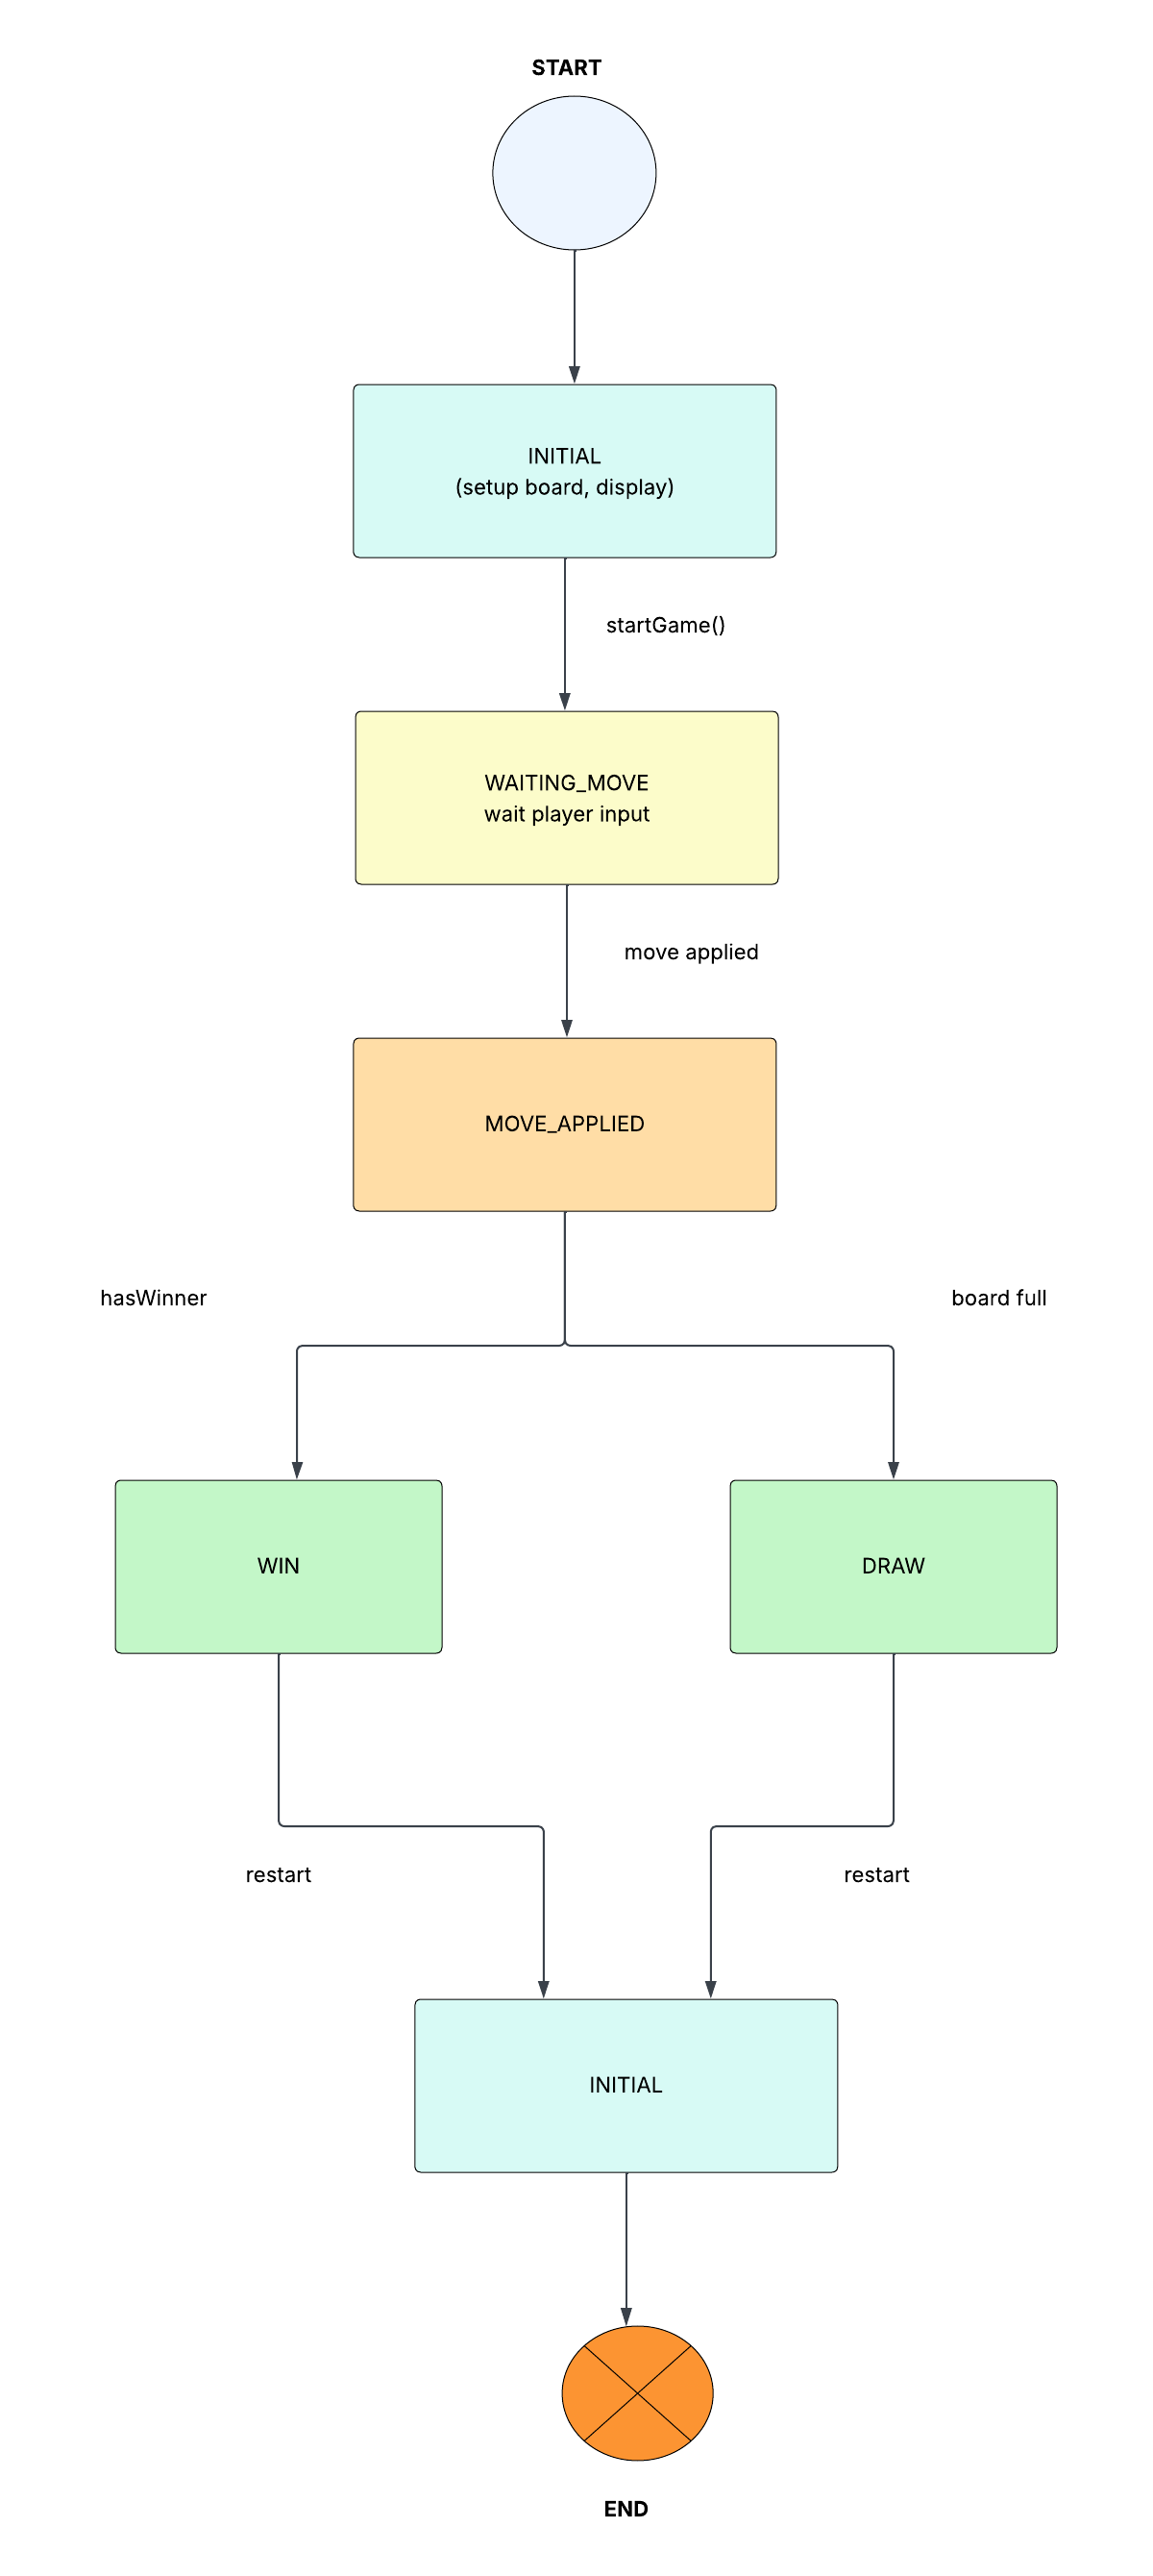 START
INITIAL
(setup board, display)
startGame()
WAITING_MOVE
wait player input
move applied
MOVE_APPLIED
hasWinner
board full
WIN
DRAW
restart
restart
INITIAL
END